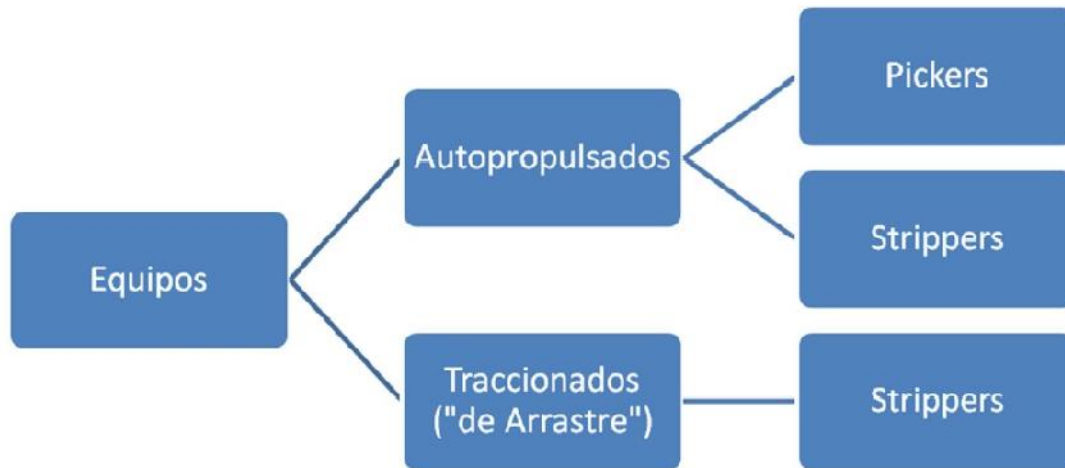 Equipos
Autopropulsados
Pickers
Strippers
Traccionados
("de Arrastre")
Strippers